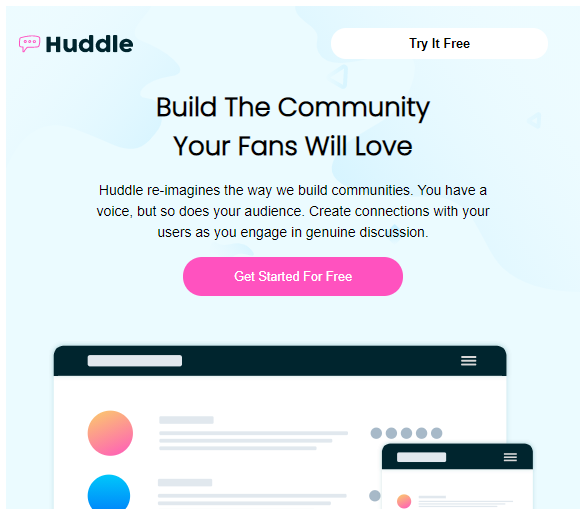 Huddle
Try It Free
Build The Community
Your Fans Will Love
Huddle re-imagines the way we build communities. You have a
voice, but so does your audience. Create connections with your
users as you engage in genuine discussion.
Get Started For Free